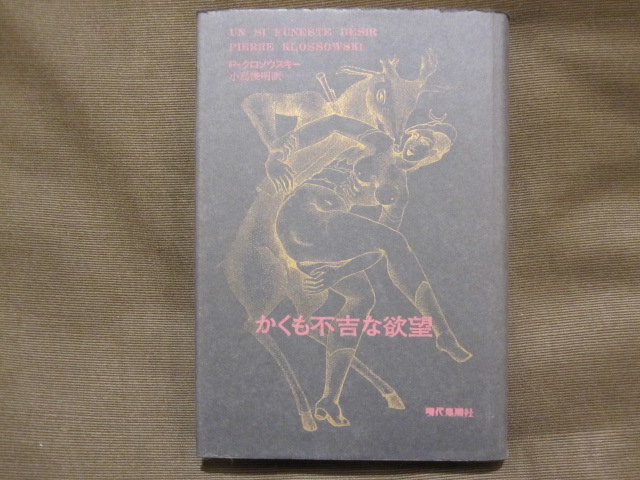 UN SI FUNESTE DESIR
PIERRE KLOSSOWSKI
P・クロソウスキー
小島俊明訳
かくも不吉な欲望
現代思潮社